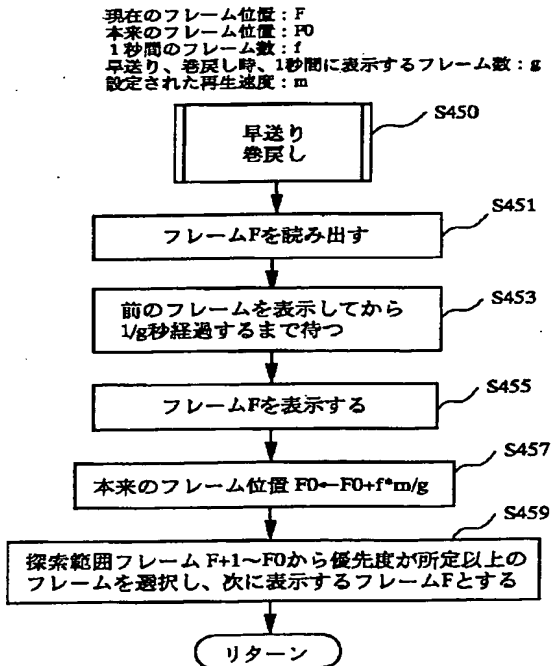 現在のフレーム位置：F
本来のフレーム位置：F0
１秒間のフレーム数：f
早送り、巻戻し時、1秒間に表示するフレーム数：g
設定された再生速度：m
S450
早送り
巻戻し
S451
フレームFを読み出す
S453
前のフレームを表示してから
1/g秒経過するまで待つ
S455
フレームFを表示する
S457
本来のフレーム位置 F0←F0+f*m/g
S459
探索範囲フレーム F+1～F0から優先度が所定以上の
フレームを選択し、次に表示するフレームFとする
リターン